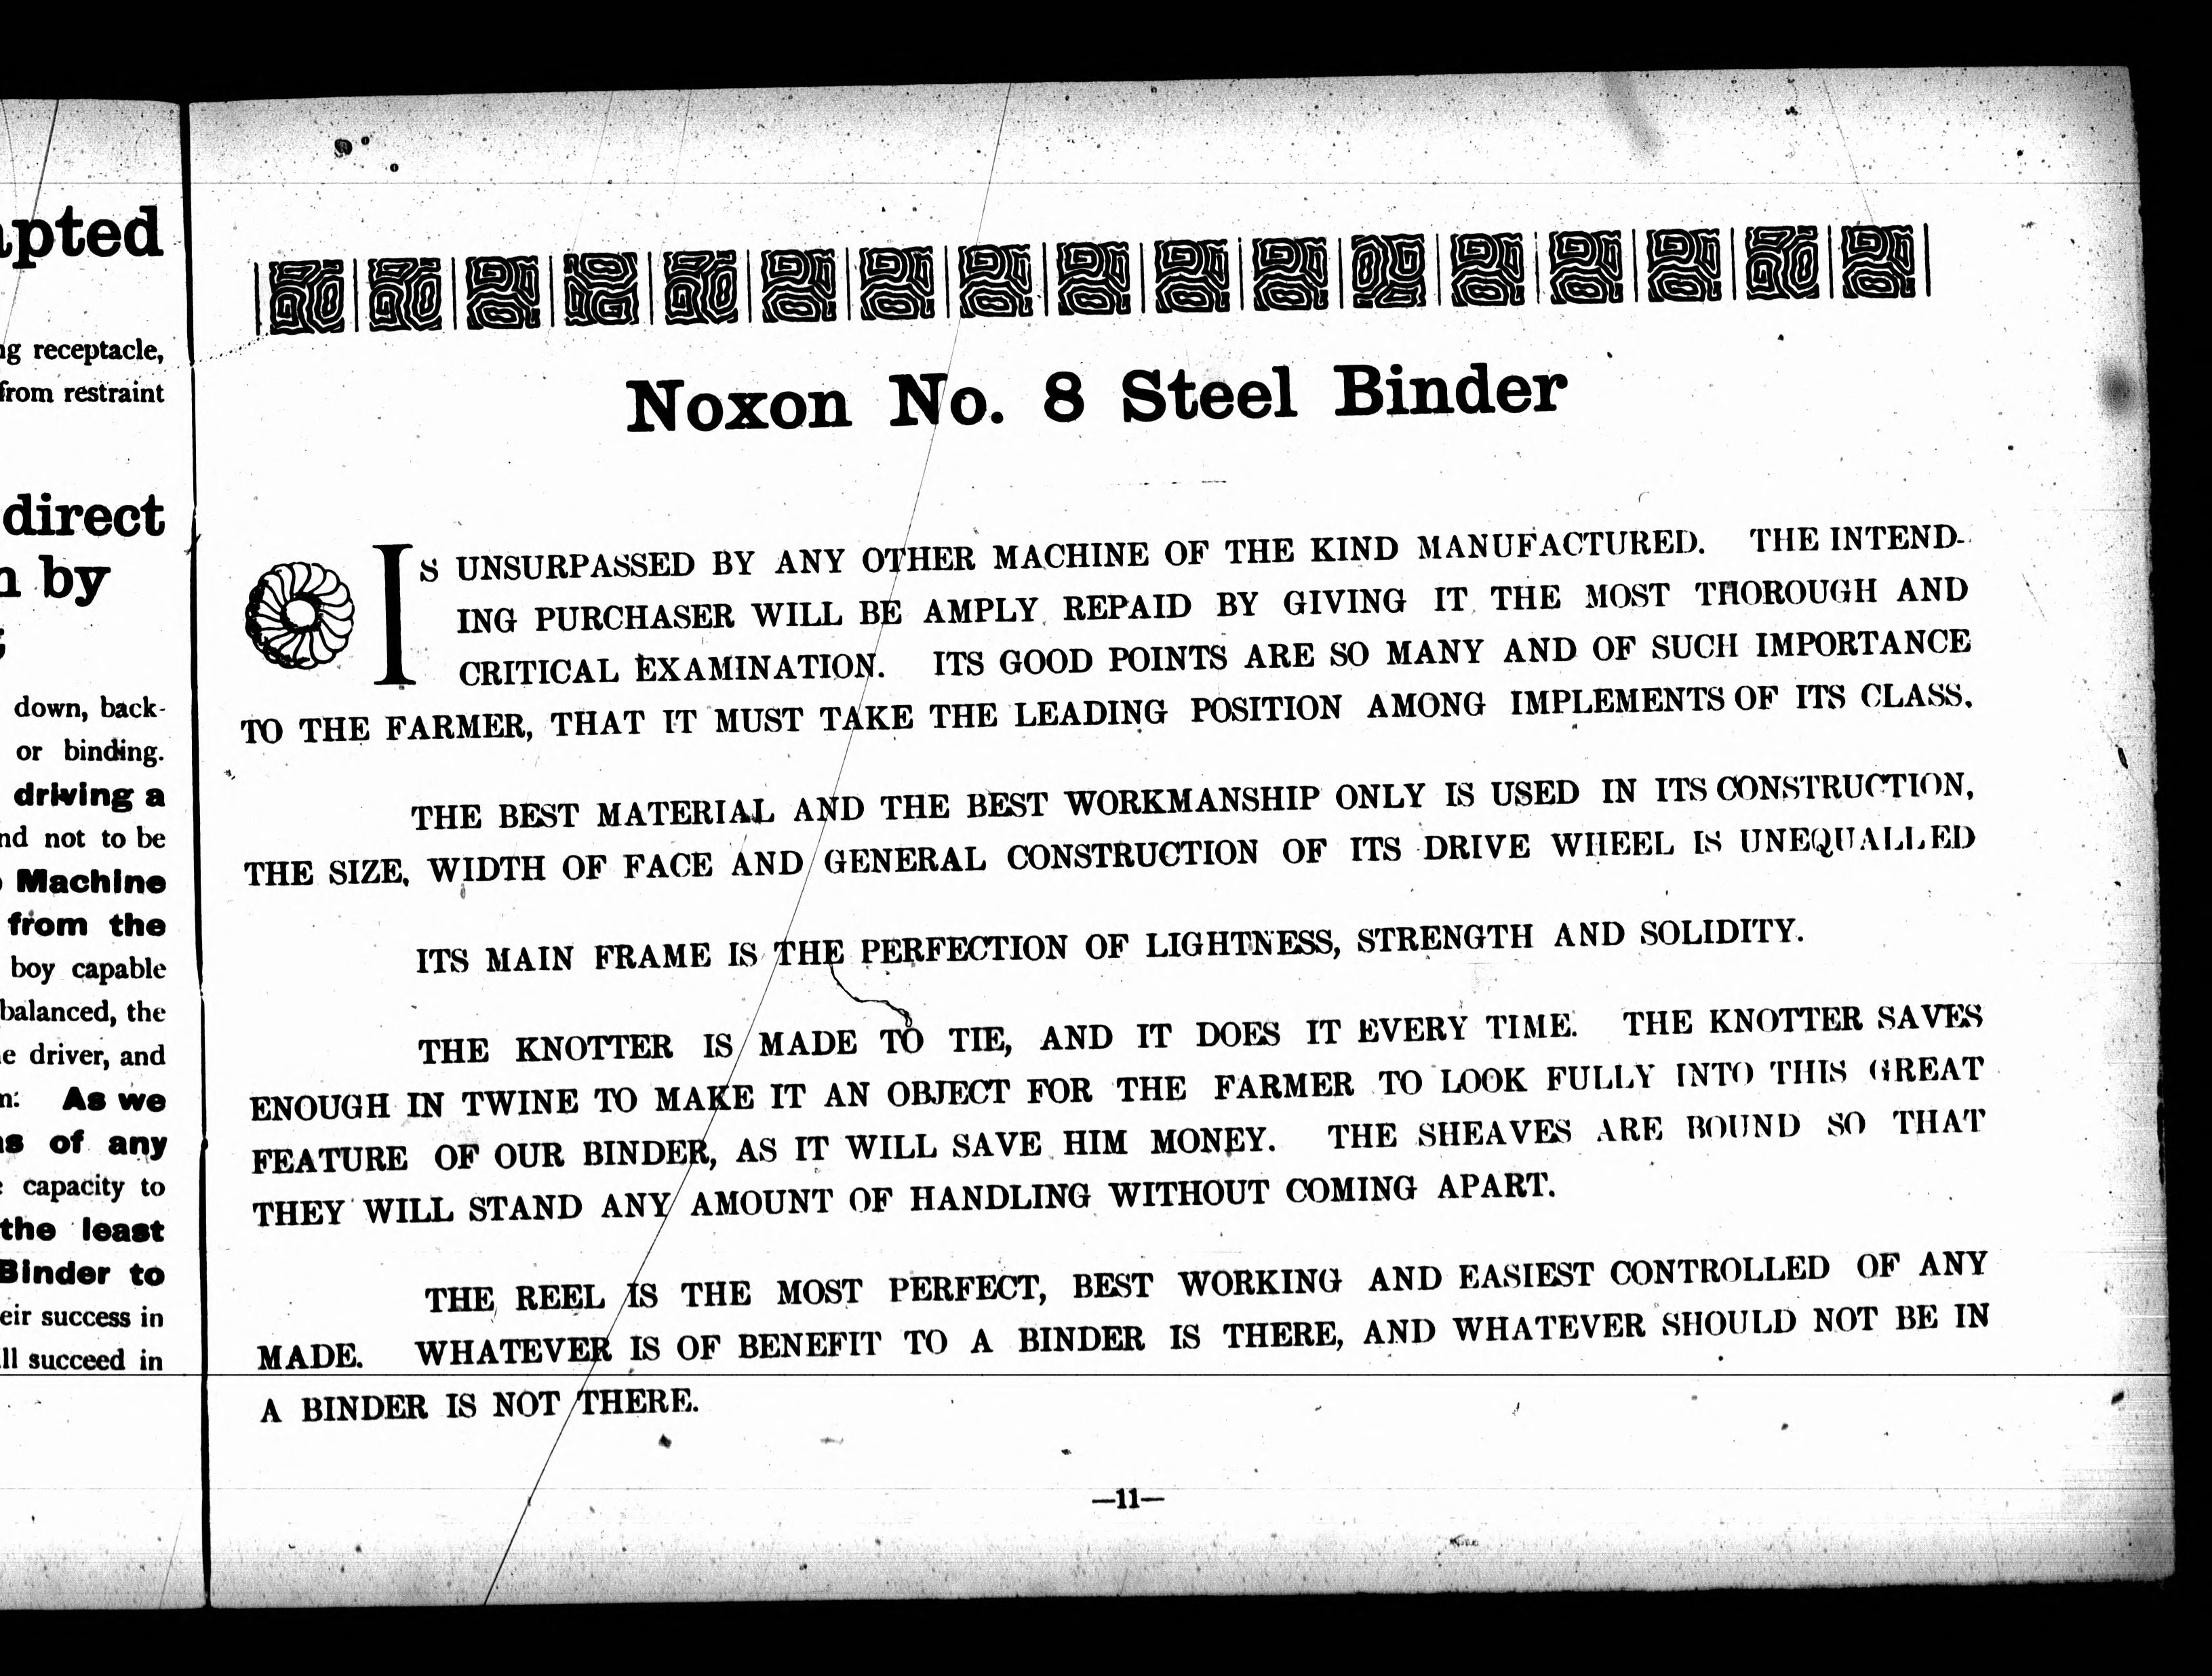 apted
ng receptacle,
from restraint
direct
n by
down, back-
or binding.
driving a
nd not to be
Machine
from the
boy capable
balanced, the
e driver, and
As we
s of any
capacity to
the least
Binder to
eir success in
ll succeed in
Noxon No. 8 Steel Binder
IS UNSURPASSED BY ANY OTHER MACHINE OF THE KIND MANUFACTURED. THE INTEND-
ING PURCHASER WILL BE AMPLY REPAID BY GIVING IT THE MOST THOROUGH AND
CRITICAL EXAMINATION. ITS GOOD POINTS ARE SO MANY AND OF SUCH IMPORTANCE
TO THE FARMER, THAT IT MUST TAKE THE LEADING POSITION AMONG IMPLEMENTS OF ITS CLASS.
THE BEST MATERIAL AND THE BEST WORKMANSHIP ONLY IS USED IN ITS CONSTRUCTION,
THE SIZE, WIDTH OF FACE AND GENERAL CONSTRUCTION OF ITS DRIVE WHEEL IS UNEQUALLED
ITS MAIN FRAME IS THE PERFECTION OF LIGHTNESS, STRENGTH AND SOLIDITY.
THE KNOTTER IS MADE TO TIE, AND IT DOES IT EVERY TIME. THE KNOTTER SAVES
ENOUGH IN TWINE TO MAKE IT AN OBJECT FOR THE FARMER TO LOOK FULLY INTO THIS GREAT
FEATURE OF OUR BINDER, AS IT WILL SAVE HIM MONEY. THE SHEAVES ARE BOUND SO THAT
THEY WILL STAND ANY AMOUNT OF HANDLING WITHOUT COMING APART.
THE REEL IS THE MOST PERFECT, BEST WORKING AND EASIEST CONTROLLED OF ANY
MADE. WHATEVER IS OF BENEFIT TO A BINDER IS THERE, AND WHATEVER SHOULD NOT BE IN
A BINDER IS NOT THERE.
—11—